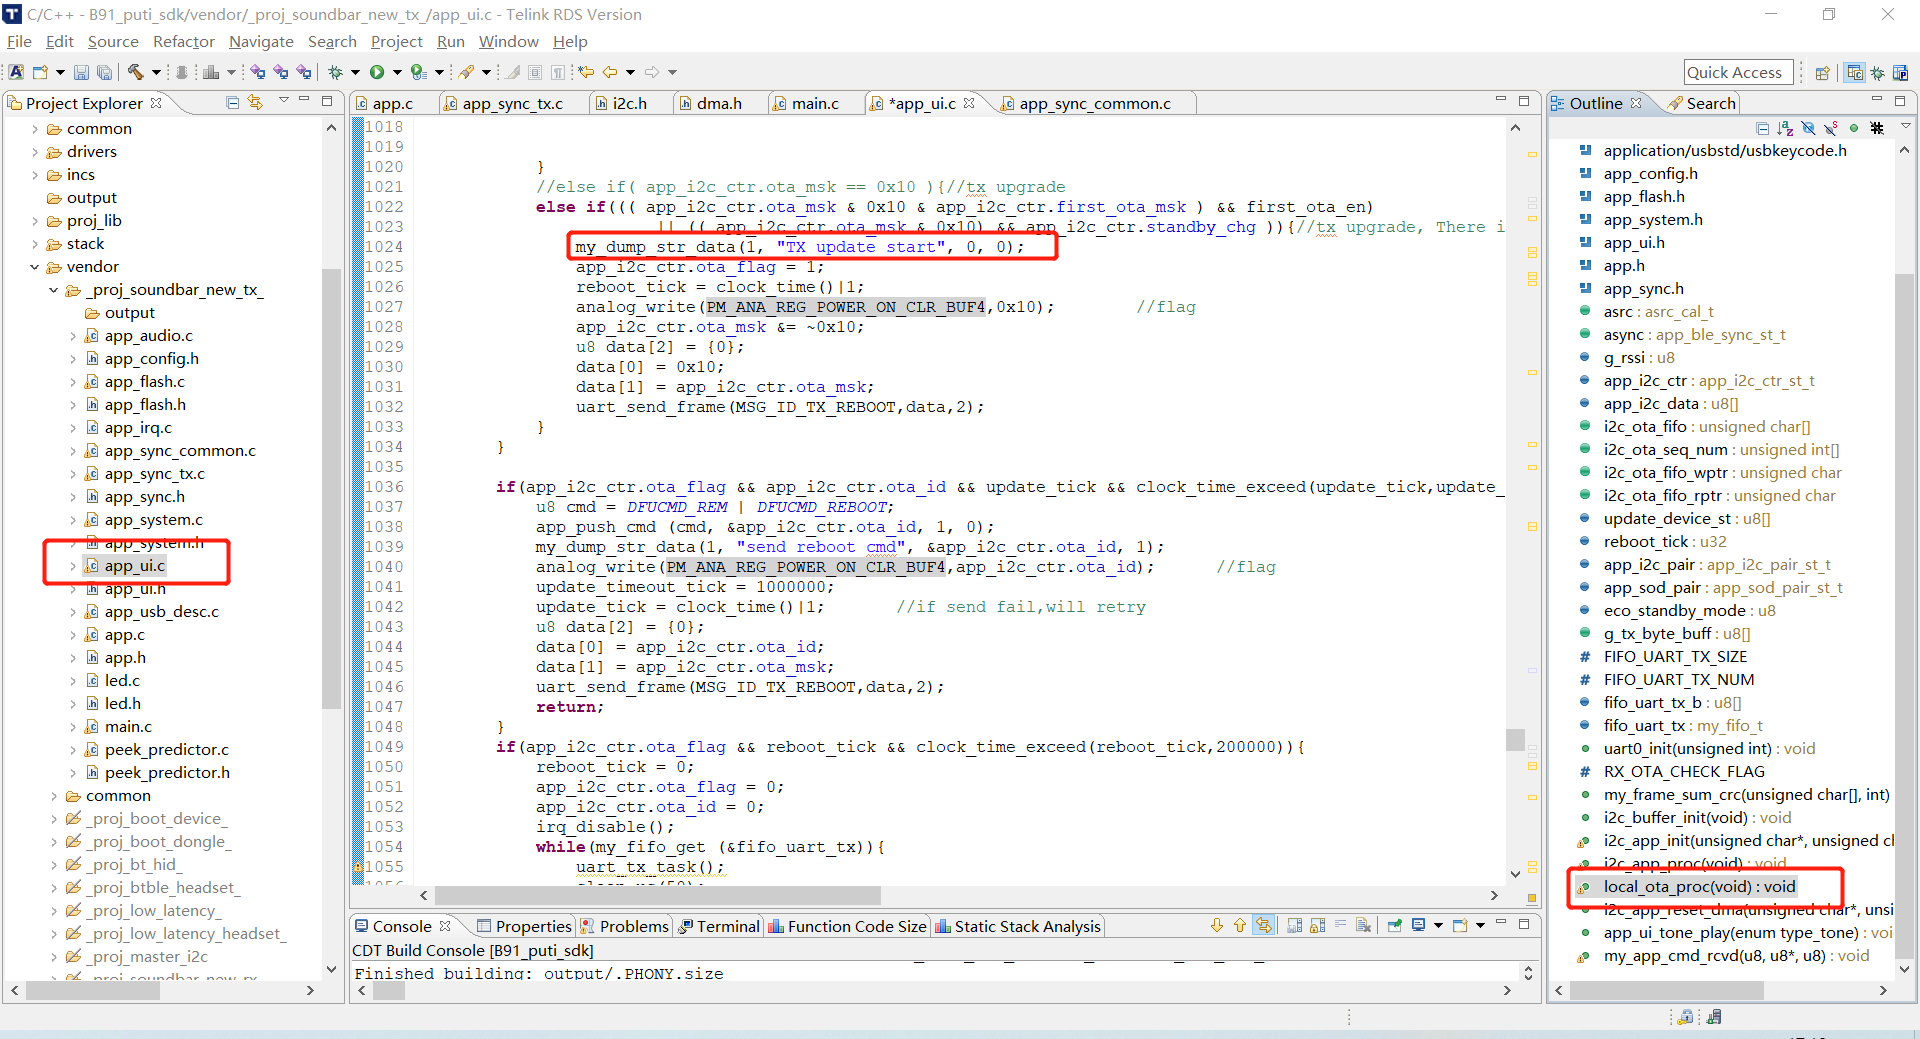 C/C++ - B91_puti_sdk/vendor/_proj_soundbar_new_tx_/app_ui.c - Telink RDS Version
File Edit Source Refactor Navigate Search Project Run Window Help
Quick Access
Project Explorer
common
drivers
incs
output
proj_lib
stack
vendor
_proj_soundbar_new_tx_
output
app_audio.c
app_config.h
app_flash.c
app_flash.h
app_irq.c
app_sync_common.c
app_sync_tx.c
app_sync.h
app_system.c
app_system.h
app_ui.c
app_ui.h
app_usb_desc.c
app.c
app.h
led.c
led.h
main.c
peek_predictor.c
peek_predictor.h
common
_proj_boot_device_
_proj_boot_dongle_
_proj_bt_hid_
_proj_btble_headset_
_proj_low_latency_
_proj_low_latency_headset_
_proj_master_i2c
_proj_soundbar_new_rx
app.c app_sync_tx.c i2c.h dma.h main.c *app_ui.c app_sync_common.c
1018
1019
1020 }
1021 //else if( app_i2c_ctr.ota_msk == 0x10 ){//tx upgrade
1022 else if((( app_i2c_ctr.ota_msk & 0x10 & app_i2c_ctr.first_ota_msk ) && first_ota_en)
1023 || (( app_i2c_ctr.ota_msk & 0x10) && app_i2c_ctr.standby_chg )){//tx upgrade, There i
1024 my_dump_str_data(1, "TX update start", 0, 0);
1025 app_i2c_ctr.ota_flag = 1;
1026 reboot_tick = clock_time()|1;
1027 analog_write(PM_ANA_REG_POWER_ON_CLR_BUF4,0x10); //flag
1028 app_i2c_ctr.ota_msk &= ~0x10;
1029 u8 data[2] = {0};
1030 data[0] = 0x10;
1031 data[1] = app_i2c_ctr.ota_msk;
1032 uart_send_frame(MSG_ID_TX_REBOOT,data,2);
1033 }
1034 }
1035
1036 if(app_i2c_ctr.ota_flag && app_i2c_ctr.ota_id && update_tick && clock_time_exceed(update_tick,update_
1037 u8 cmd = DFUCMD_REM | DFUCMD_REBOOT;
1038 app_push_cmd (cmd, &app_i2c_ctr.ota_id, 1, 0);
1039 my_dump_str_data(1, "send reboot cmd", &app_i2c_ctr.ota_id, 1);
1040 analog_write(PM_ANA_REG_POWER_ON_CLR_BUF4,app_i2c_ctr.ota_id); //flag
1041 update_timeout_tick = 1000000;
1042 update_tick = clock_time()|1; //if send fail,will retry
1043 u8 data[2] = {0};
1044 data[0] = app_i2c_ctr.ota_id;
1045 data[1] = app_i2c_ctr.ota_msk;
1046 uart_send_frame(MSG_ID_TX_REBOOT,data,2);
1047 return;
1048 }
1049 if(app_i2c_ctr.ota_flag && reboot_tick && clock_time_exceed(reboot_tick,200000)){
1050 reboot_tick = 0;
1051 app_i2c_ctr.ota_flag = 0;
1052 app_i2c_ctr.ota_id = 0;
1053 irq_disable();
1054 while(my_fifo_get (&fifo_uart_tx)){
1055 uart_tx_task();
Console Properties Problems Terminal Function Code Size Static Stack Analysis
CDT Build Console [B91_puti_sdk]
Finished building: output/.PHONY.size
Outline Search
application/usbstd/usbkeycode.h
app_config.h
app_flash.h
app_system.h
app_ui.h
app.h
app_sync.h
asrc : asrc_cal_t
async : app_ble_sync_st_t
g_rssi : u8
app_i2c_ctr : app_i2c_ctr_st_t
app_i2c_data : u8[]
i2c_ota_fifo : unsigned char[]
i2c_ota_seq_num : unsigned int[]
i2c_ota_fifo_wptr : unsigned char
i2c_ota_fifo_rptr : unsigned char
update_device_st : u8[]
reboot_tick : u32
app_i2c_pair : app_i2c_pair_st_t
app_sod_pair : app_sod_pair_st_t
eco_standby_mode : u8
g_tx_byte_buff : u8[]
FIFO_UART_TX_SIZE
FIFO_UART_TX_NUM
fifo_uart_tx_b : u8[]
fifo_uart_tx : my_fifo_t
uart0_init(unsigned int) : void
RX_OTA_CHECK_FLAG
my_frame_sum_crc(unsigned char[], int)
i2c_buffer_init(void) : void
i2c_app_init(unsigned char*, unsigned cl
i2c_app_proc(void) : void
local_ota_proc(void) : void
i2c_app_reset_dma(unsigned char*, unsi
app_ui_tone_play(enum type_tone) : voi
my_app_cmd_rcvd(u8, u8*, u8) : void